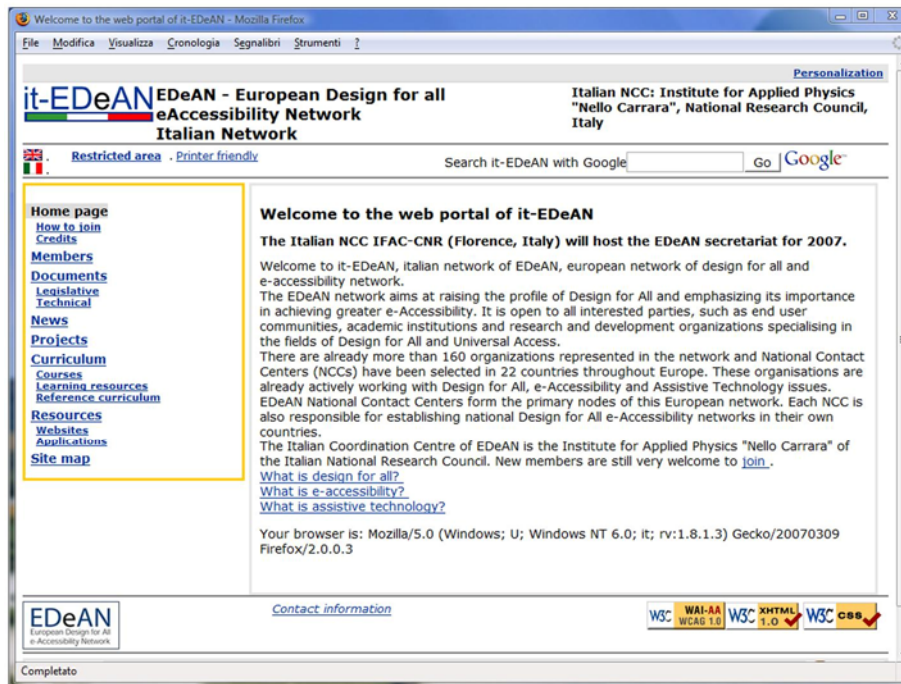 Welcome to the web portal of it-EDeAN - Mozilla Firefox
File Modifica Visualizza Cronologia Segnalibri Strumenti ?
Personalization
it-EDeAN
EDeAN - European Design for all
eAccessibility Network
Italian Network
Italian NCC: Institute for Applied Physics
"Nello Carrara", National Research Council,
Italy
Restricted area . Printer friendly
Search it-EDeAN with Google Go Google
Home page
How to join
Credits
Members
Documents
Legislative
Technical
News
Projects
Curriculum
Courses
Learning resources
Reference curriculum
Resources
Websites
Applications
Site map
Welcome to the web portal of it-EDeAN
The Italian NCC IFAC-CNR (Florence, Italy) will host the EDeAN secretariat for 2007.
Welcome to it-EDeAN, italian network of EDeAN, european network of design for all and
e-accessibility network.
The EDeAN network aims at raising the profile of Design for All and emphasizing its importance
in achieving greater e-Accessibility. It is open to all interested parties, such as end user
communities, academic institutions and research and development organizations specialising in
the fields of Design for All and Universal Access.
There are already more than 160 organizations represented in the network and National Contact
Centers (NCCs) have been selected in 22 countries throughout Europe. These organisations are
already actively working with Design for All, e-Accessibility and Assistive Technology issues.
EDeAN National Contact Centers form the primary nodes of this European network. Each NCC is
also responsible for establishing national Design for All e-Accessibility networks in their own
countries.
The Italian Coordination Centre of EDeAN is the Institute for Applied Physics "Nello Carrara" of
the Italian National Research Council. New members are still very welcome to join .
What is design for all?
What is e-accessibility?
What is assistive technology?
Your browser is: Mozilla/5.0 (Windows; U; Windows NT 6.0; it; rv:1.8.1.3) Gecko/20070309
Firefox/2.0.0.3
EDeAN
European Design for All
e-Accessibility Network
Contact information
W3C WAI-AA WCAG 1.0
W3C XHTML 1.0
W3C CSS
Completato